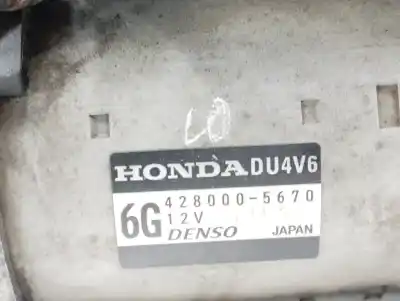 HONDA DU4V6
6G 428000-5670
12V
DENSO JAPAN